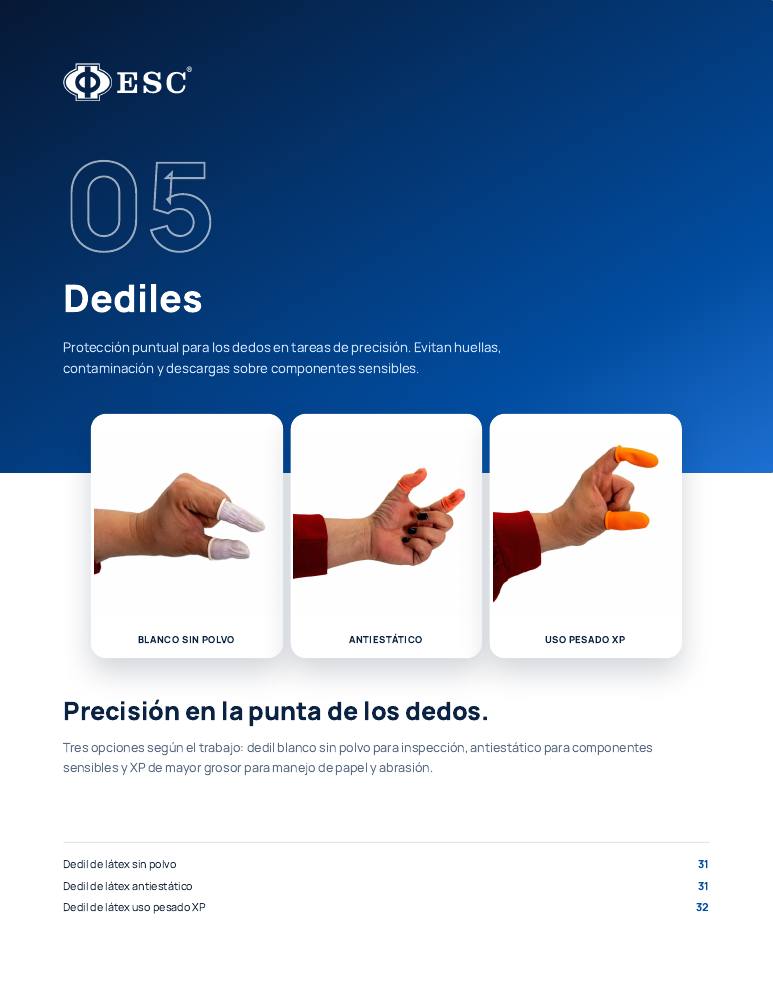 ESC®
05
Dediles
Protección puntual para los dedos en tareas de precisión. Evitan huellas,
contaminación y descargas sobre componentes sensibles.
BLANCO SIN POLVO
ANTIESTÁTICO
USO PESADO XP
Precisión en la punta de los dedos.
Tres opciones según el trabajo: dedil blanco sin polvo para inspección, antiestático para componentes
sensibles y XP de mayor grosor para manejo de papel y abrasión.
Dedil de látex sin polvo 31
Dedil de látex antiestático 31
Dedil de látex uso pesado XP 32